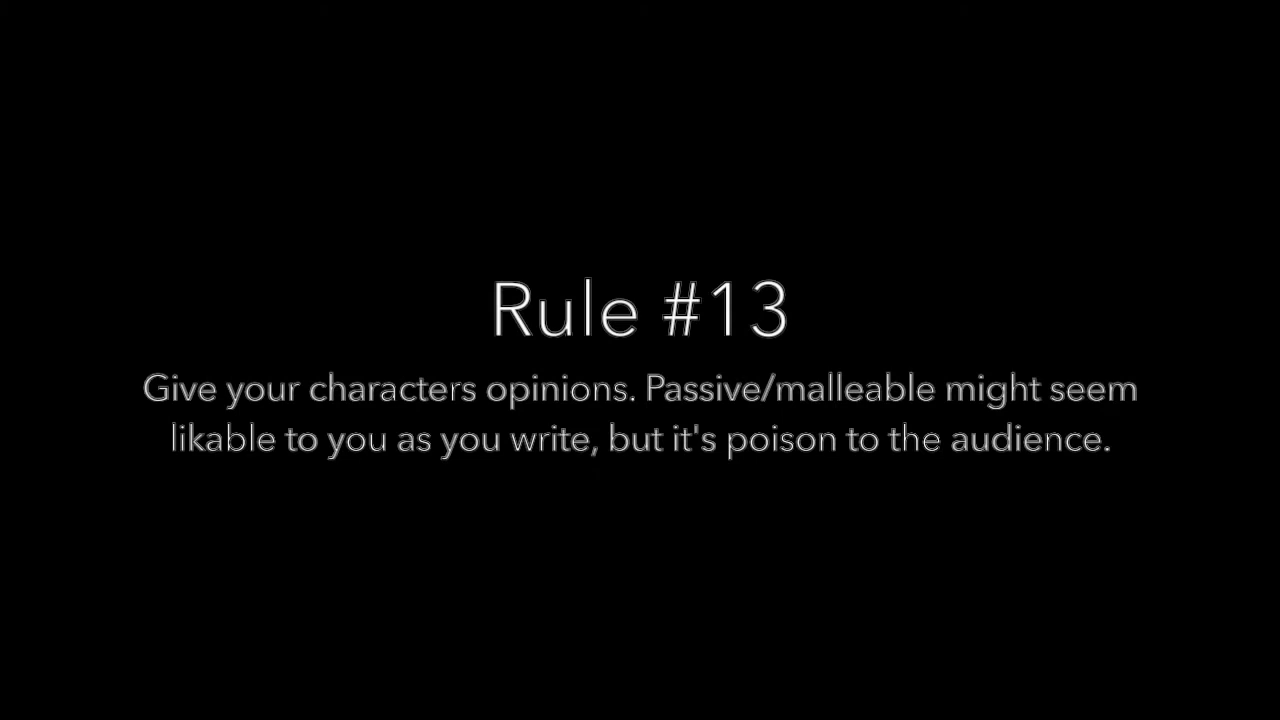 Rule #13
Give your characters opinions. Passive/malleable might seem
likable to you as you write, but it's poison to the audience.